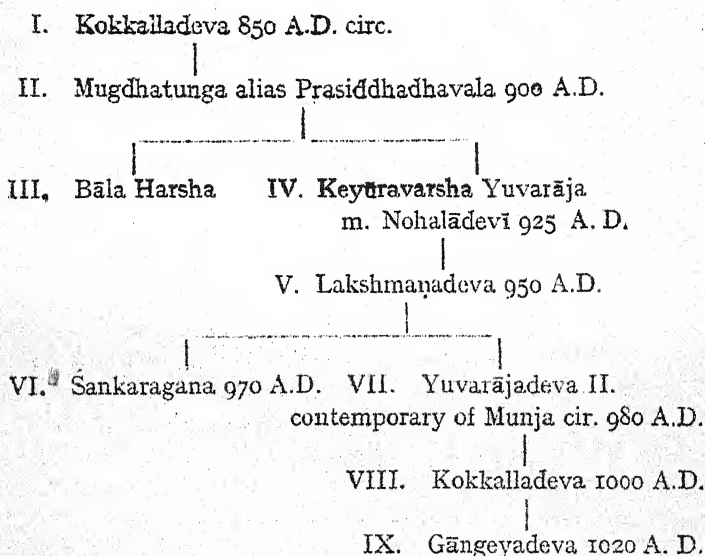 I. Kokkalladeva 850 A.D. circ.
II. Mugdhatunga alias Prasiddhadhavala 900 A.D.
III. Bāla Harsha IV. Keyūravarsha Yuvarāja
m. Nohalādevī 925 A. D.
V. Lakshmaṇadeva 950 A.D.
VI. Śankaragana 970 A.D. VII. Yuvarājadeva II.
contemporary of Munja cir. 980 A.D.
VIII. Kokkalladeva 1000 A.D.
IX. Gāngeyadeva 1020 A. D.